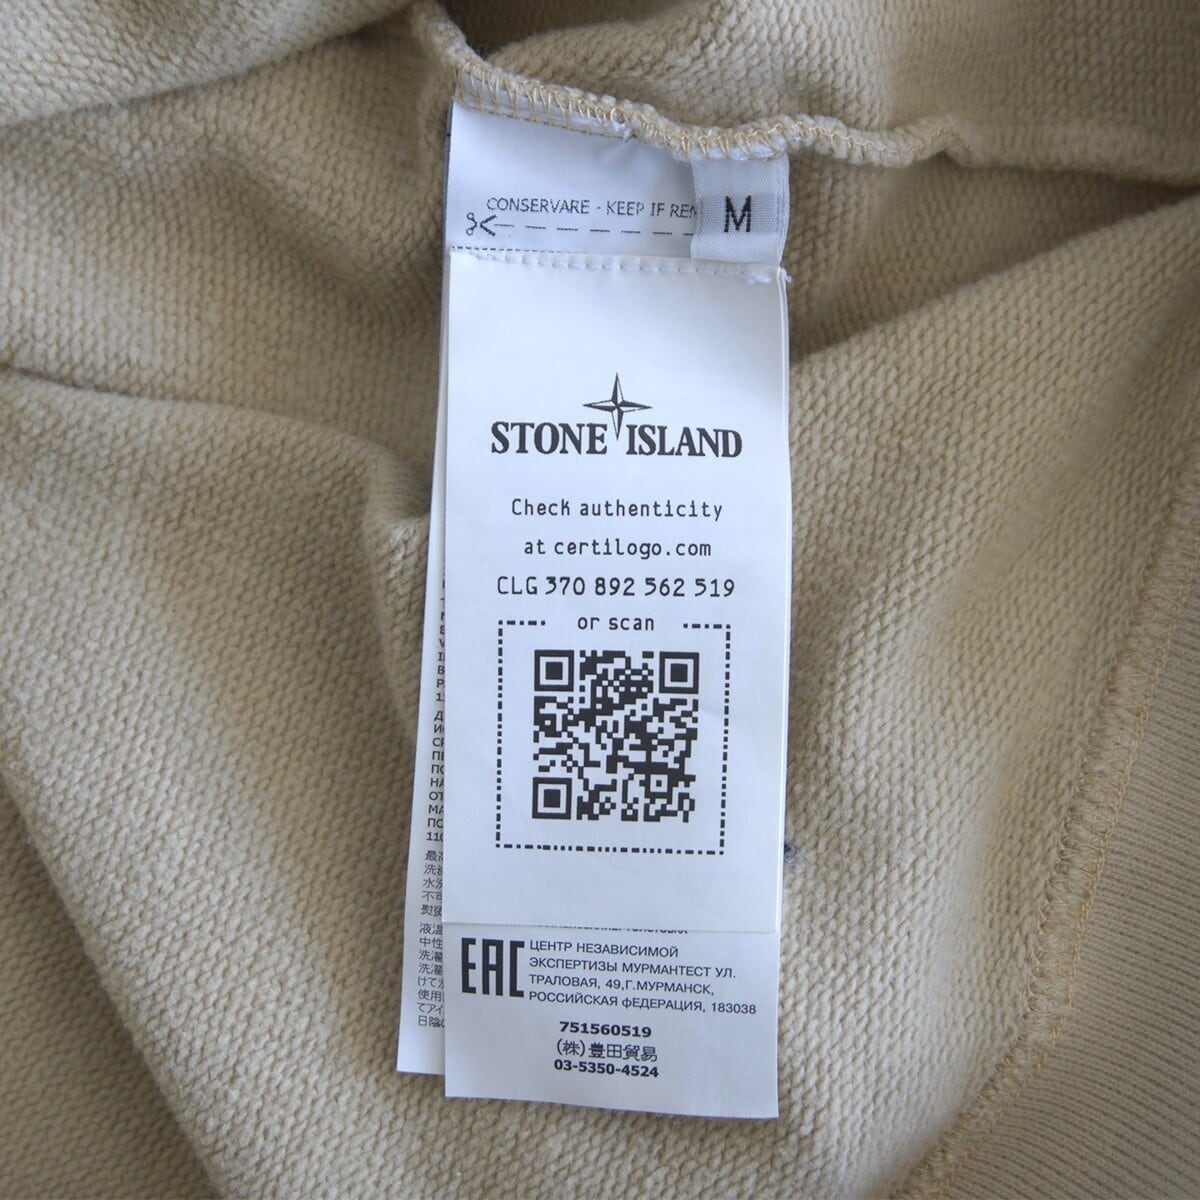 CONSERVARE - KEEP IF REM
M
STONE ISLAND
Check authenticity
at certilogo.com
CLG 370 892 562 519
or scan
EAC
ЦЕНТР НЕЗАВИСИМОЙ
ЭКСПЕРТИЗЫ МУРМАНТЕСТ УЛ.
ТРАЛОВАЯ, 49,Г.МУРМАНСК,
РОССИЙСКАЯ ФЕДЕРАЦИЯ, 183038
751560519
(株)豊田貿易
03-5350-4524